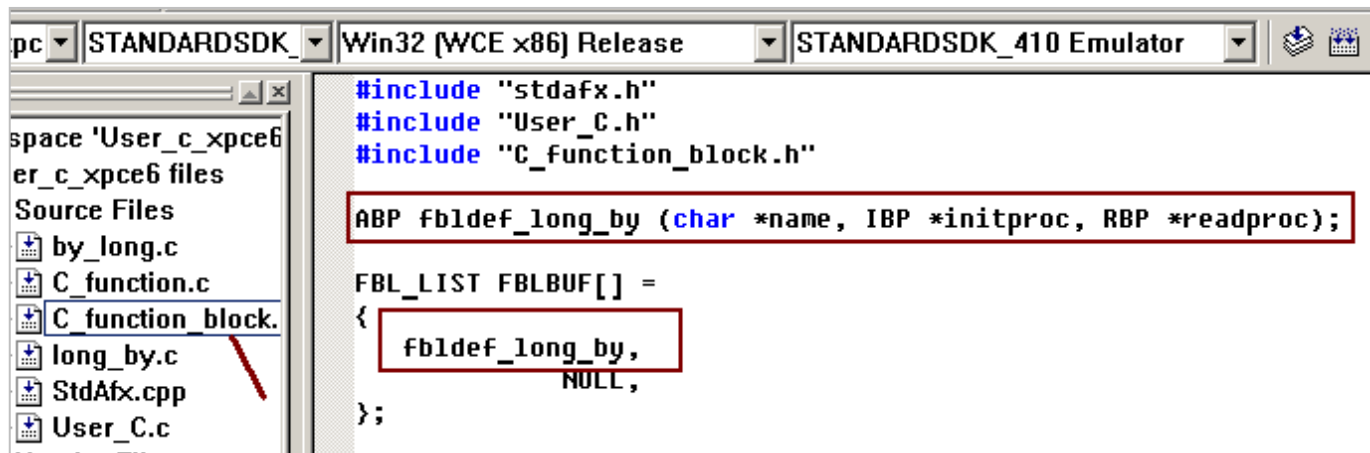 pc STANDARDSDK_ Win32 (WCE x86) Release STANDARDSDK_410 Emulator
space 'User_c_xpce6
er_c_xpce6 files
Source Files
by_long.c
C_function.c
C_function_block.
long_by.c
StdAfx.cpp
User_C.c
#include "stdafx.h"
#include "User_C.h"
#include "C_function_block.h"
ABP fbldef_long_by (char *name, IBP *initproc, RBP *readproc);
FBL_LIST FBLBUF[] =
{
fbldef_long_by,
NULL,
};